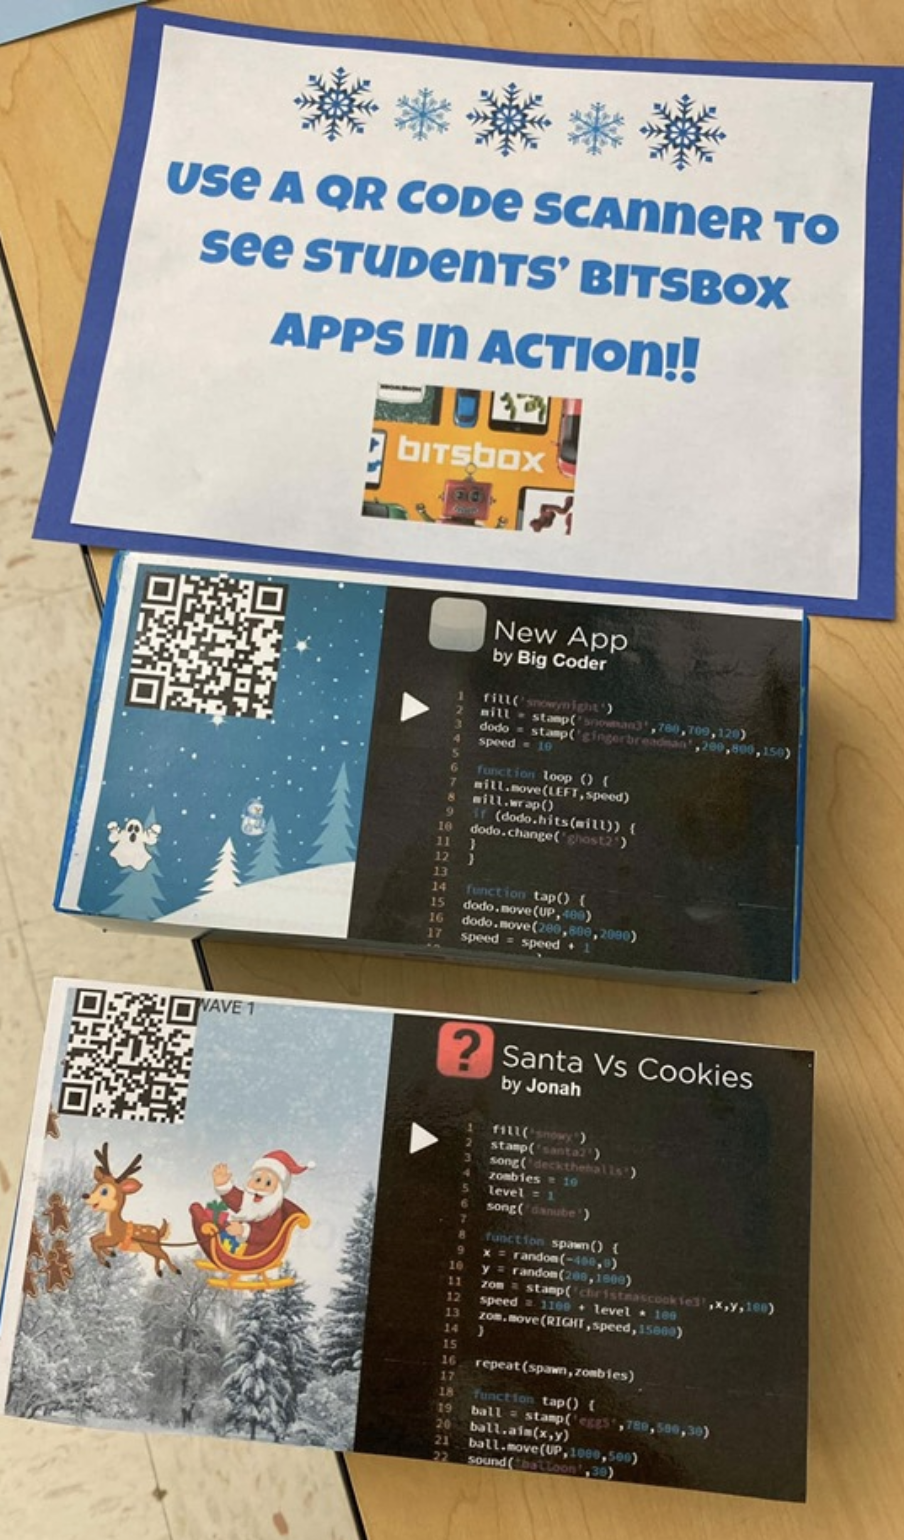 USE A QR CODE SCANNER TO
SEE STUDENTS' BITSBOX
APPS IN ACTION!!
bitsbox
New App
by Big Coder
1 fill('snowynight')
2 mill = stamp('snowman3',780,700,120)
3 dodo = stamp('gingerbreadman',200,800,150)
4 speed = 10
5
6 function loop () {
7 mill.move(LEFT,speed)
8 mill.wrap()
9 if (dodo.hits(mill)) {
10 dodo.change('ghost2')
11 }
12 }
13
14 function tap() {
15 dodo.move(UP,400)
16 dodo.move(200,800,2000)
17 speed = speed + 1
WAVE 1
?
Santa Vs Cookies
by Jonah
1 fill('snowy')
2 stamp('santa2')
3 song('deckthehalls')
4 zombies = 10
5 level = 1
6 song('danube')
7
8 function spawn() {
9 x = random(-400,0)
10 y = random(200,1000)
11 zom = stamp('christmascookie3',x,y,100)
12 speed = 1100 + level * 100
13 zom.move(RIGHT,speed,15000)
14 }
15
16 repeat(spawn,zombies)
17
18 function tap() {
19 ball = stamp('egg5',780,500,30)
20 ball.aim(x,y)
21 ball.move(UP,1000,500)
22 sound('balloon',30)